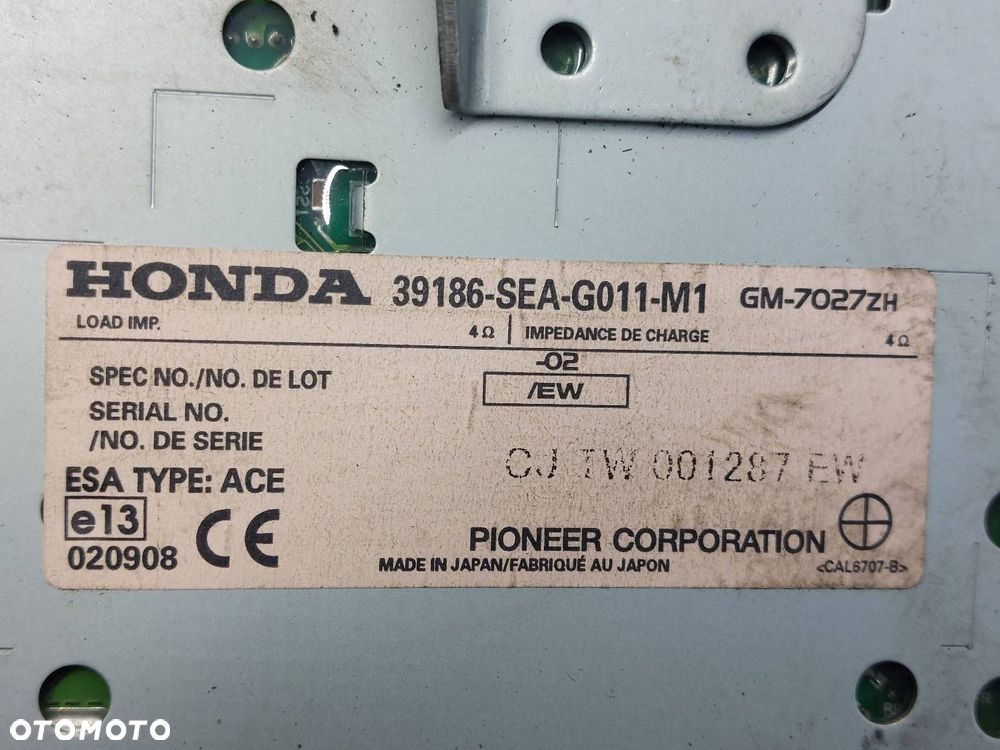 HONDA 39186-SEA-G011-M1 GM-7027ZH
LOAD IMP. 4Ω IMPEDANCE DE CHARGE 4Ω
-02
SPEC NO./NO. DE LOT /EW
SERIAL NO.
/NO. DE SERIE
CJ TW 001287 EW
ESA TYPE: ACE
e13
020908
CE
PIONEER CORPORATION
MADE IN JAPAN/FABRIQUÉ AU JAPON
<CAL6707-B>
OTOMOTO